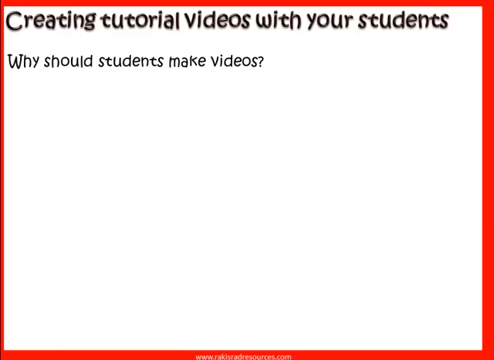 Creating tutorial videos with your students
Why should students make videos?
www.rakisradresources.com